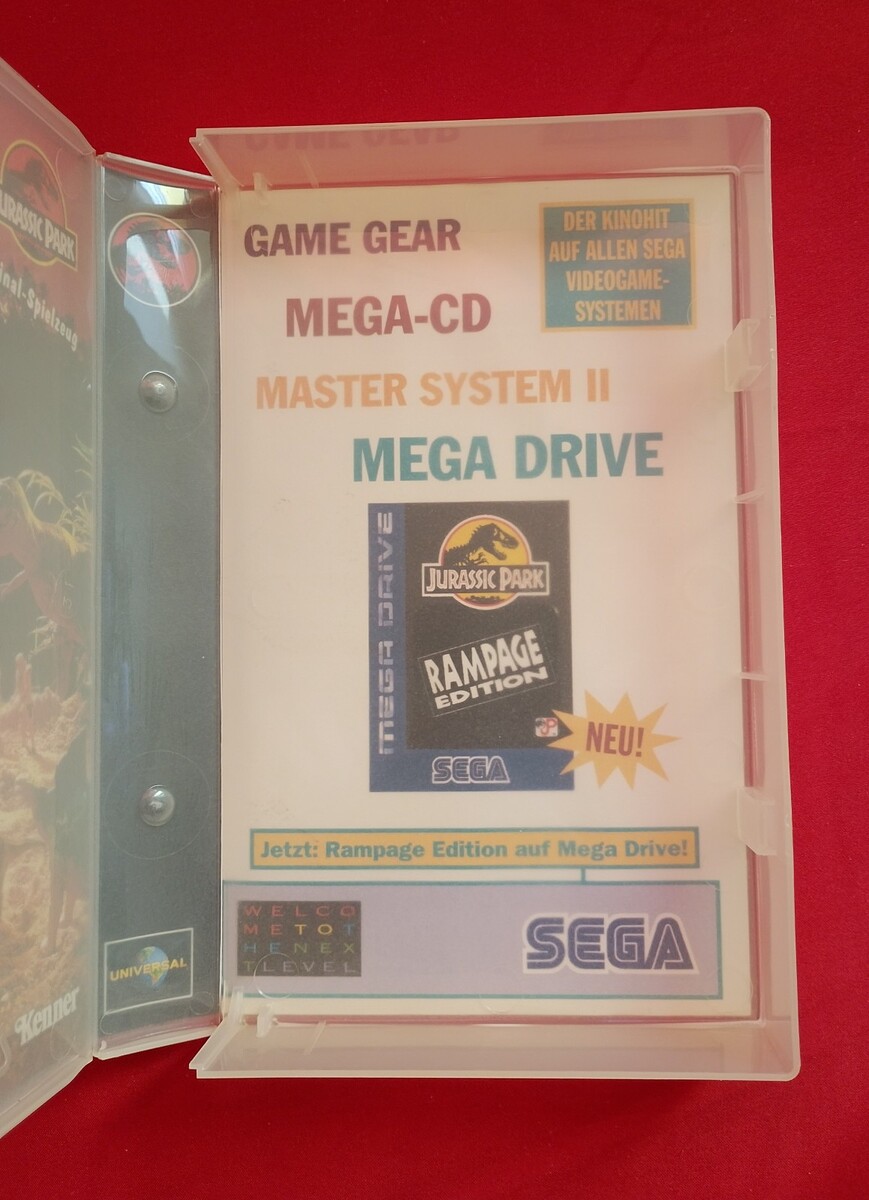 JURASSIC PARK
inal-Spielzeug
Kenner
UNIVERSAL
GAME GEAR
MEGA-CD
MASTER SYSTEM II
MEGA DRIVE
DER KINOHIT
AUF ALLEN SEGA
VIDEOGAME-
SYSTEMEN
MEGA DRIVE
JURASSIC PARK
RAMPAGE
EDITION
SEGA
NEU!
Jetzt: Rampage Edition auf Mega Drive!
WELCO
METOT
HENEX
TLEVEL
SEGA